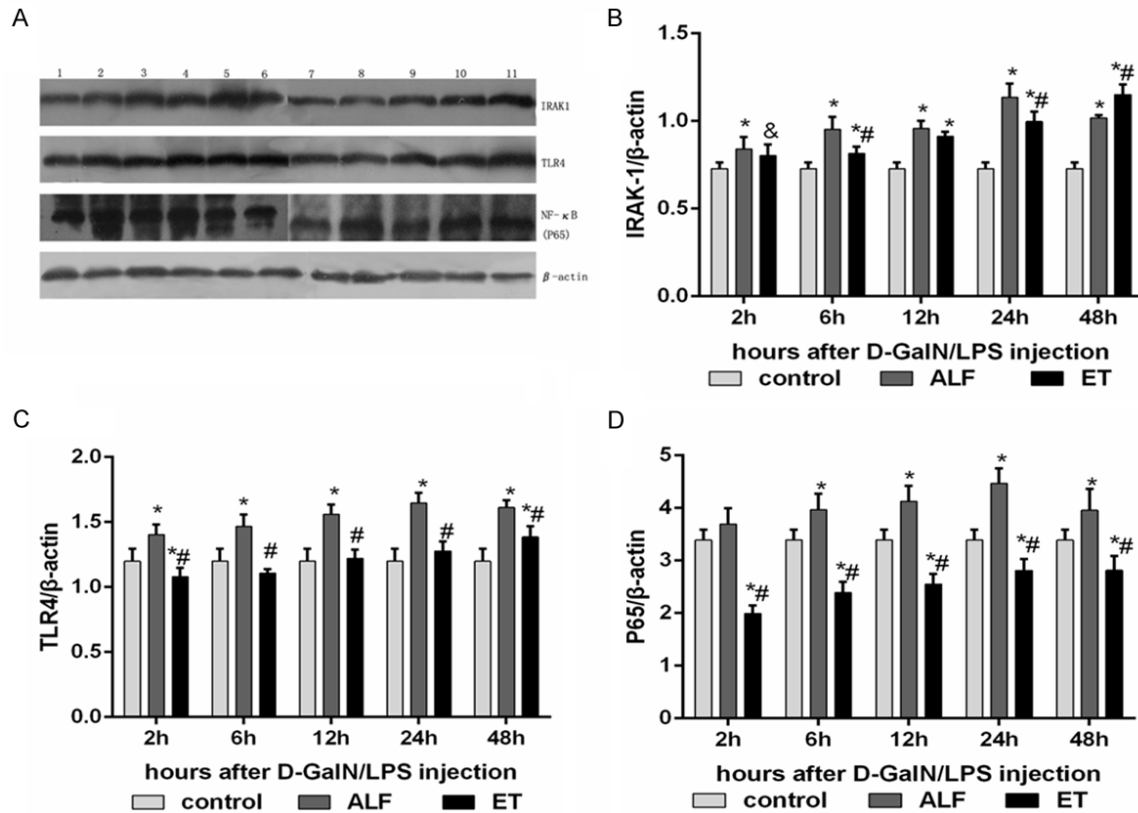 A
1 2 3 4 5 6 7 8 9 10 11
IRAK1
TLR4
NF-κB
(P65)
β-actin
B
IRAK-1/β-actin
1.5
1.0
0.5
0.0
* & * *# * * * *# * *#
2h 6h 12h 24h 48h
hours after D-GalN/LPS injection
control ALF ET
C
TLR4/β-actin
2.0
1.5
1.0
0.5
0.0
* *# * # * # * # * *#
2h 6h 12h 24h 48h
hours after D-GalN/LPS injection
control ALF ET
D
P65/β-actin
5
4
3
2
1
0
*# * *# * *# * *# * *#
2h 6h 12h 24h 48h
hours after D-GalN/LPS injection
control ALF ET